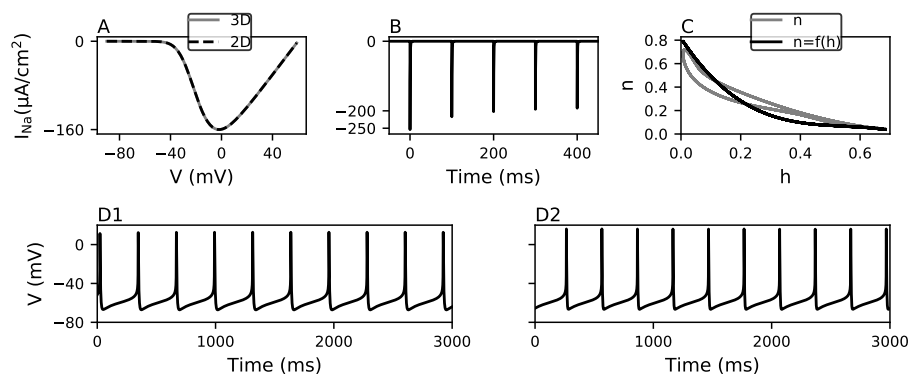 A
3D
2D
I_Na(μA/cm²)
0
−160
−80
−40
0
40
V (mV)
B
0
−200
−250
0
100
200
300
400
Time (ms)
C
n
n=f(h)
n
0.8
0.6
0.4
0.2
0.0
0.0
0.2
0.4
0.6
h
D1
V (mV)
0
−40
−80
0
1000
2000
3000
Time (ms)
D2
0
1000
2000
3000
Time (ms)